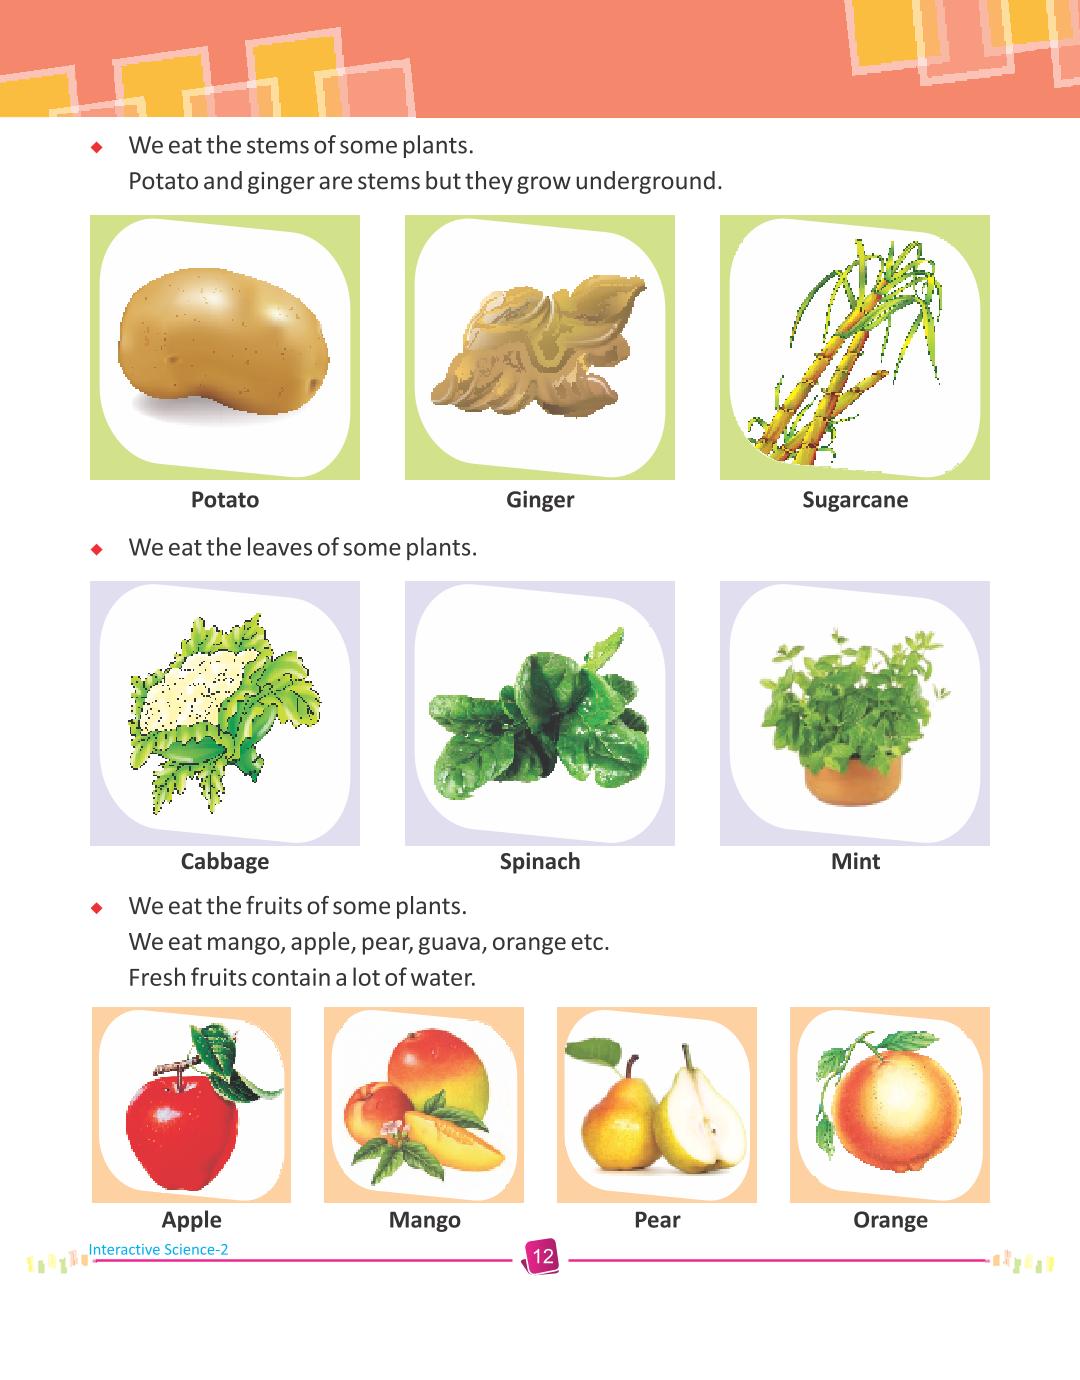 We eat the stems of some plants.
Potato and ginger are stems but they grow underground.
Potato
Ginger
Sugarcane
We eat the leaves of some plants.
Cabbage
Spinach
Mint
We eat the fruits of some plants.
We eat mango, apple, pear, guava, orange etc.
Fresh fruits contain a lot of water.
Apple
Mango
Pear
Orange
Interactive Science-2
12